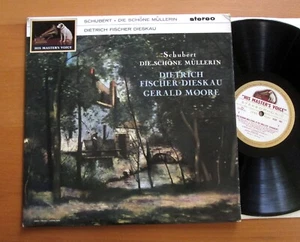 SCHUBERT · DIE SCHÖNE MÜLLERIN
stereo
DIETRICH FISCHER DIESKAU
HIS MASTER'S VOICE
Schubert
DIE SCHÖNE MÜLLERIN
DIETRICH
FISCHER-DIESKAU
GERALD MOORE
"HIS MASTER'S VOICE"